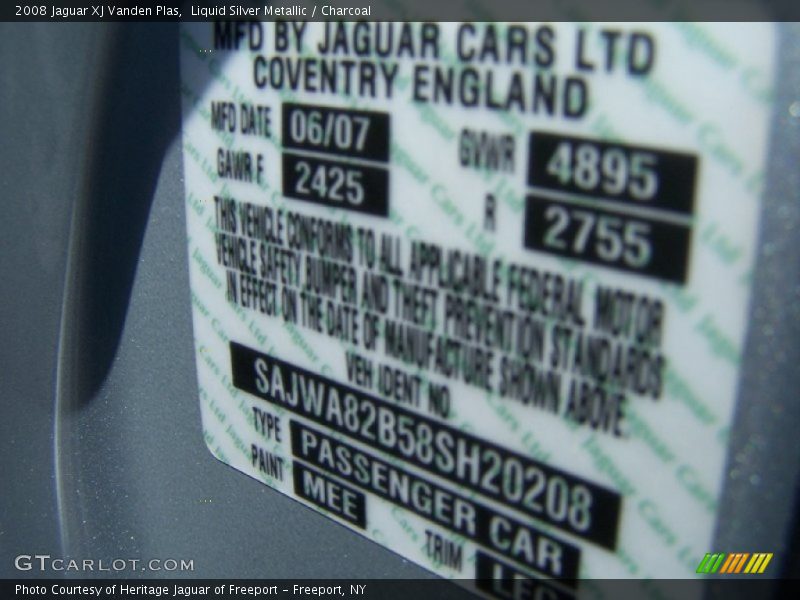 2008 Jaguar XJ Vanden Plas,  Liquid Silver Metallic / Charcoal
MFD BY JAGUAR CARS LTD
COVENTRY ENGLAND
MFD DATE 06/07 GVWR 4895
GAWR F 2425 R 2755
THIS VEHICLE CONFORMS TO ALL APPLICABLE FEDERAL MOTOR
VEHICLE SAFETY, BUMPER AND THEFT PREVENTION STANDARDS
IN EFFECT ON THE DATE OF MANUFACTURE SHOWN ABOVE.
VEH IDENT NO
SAJWA82B58SH20208
TYPE PASSENGER CAR
PAINT MEE TRIM
GTCARLOT.COM
Photo Courtesy of Heritage Jaguar of Freeport - Freeport, NY